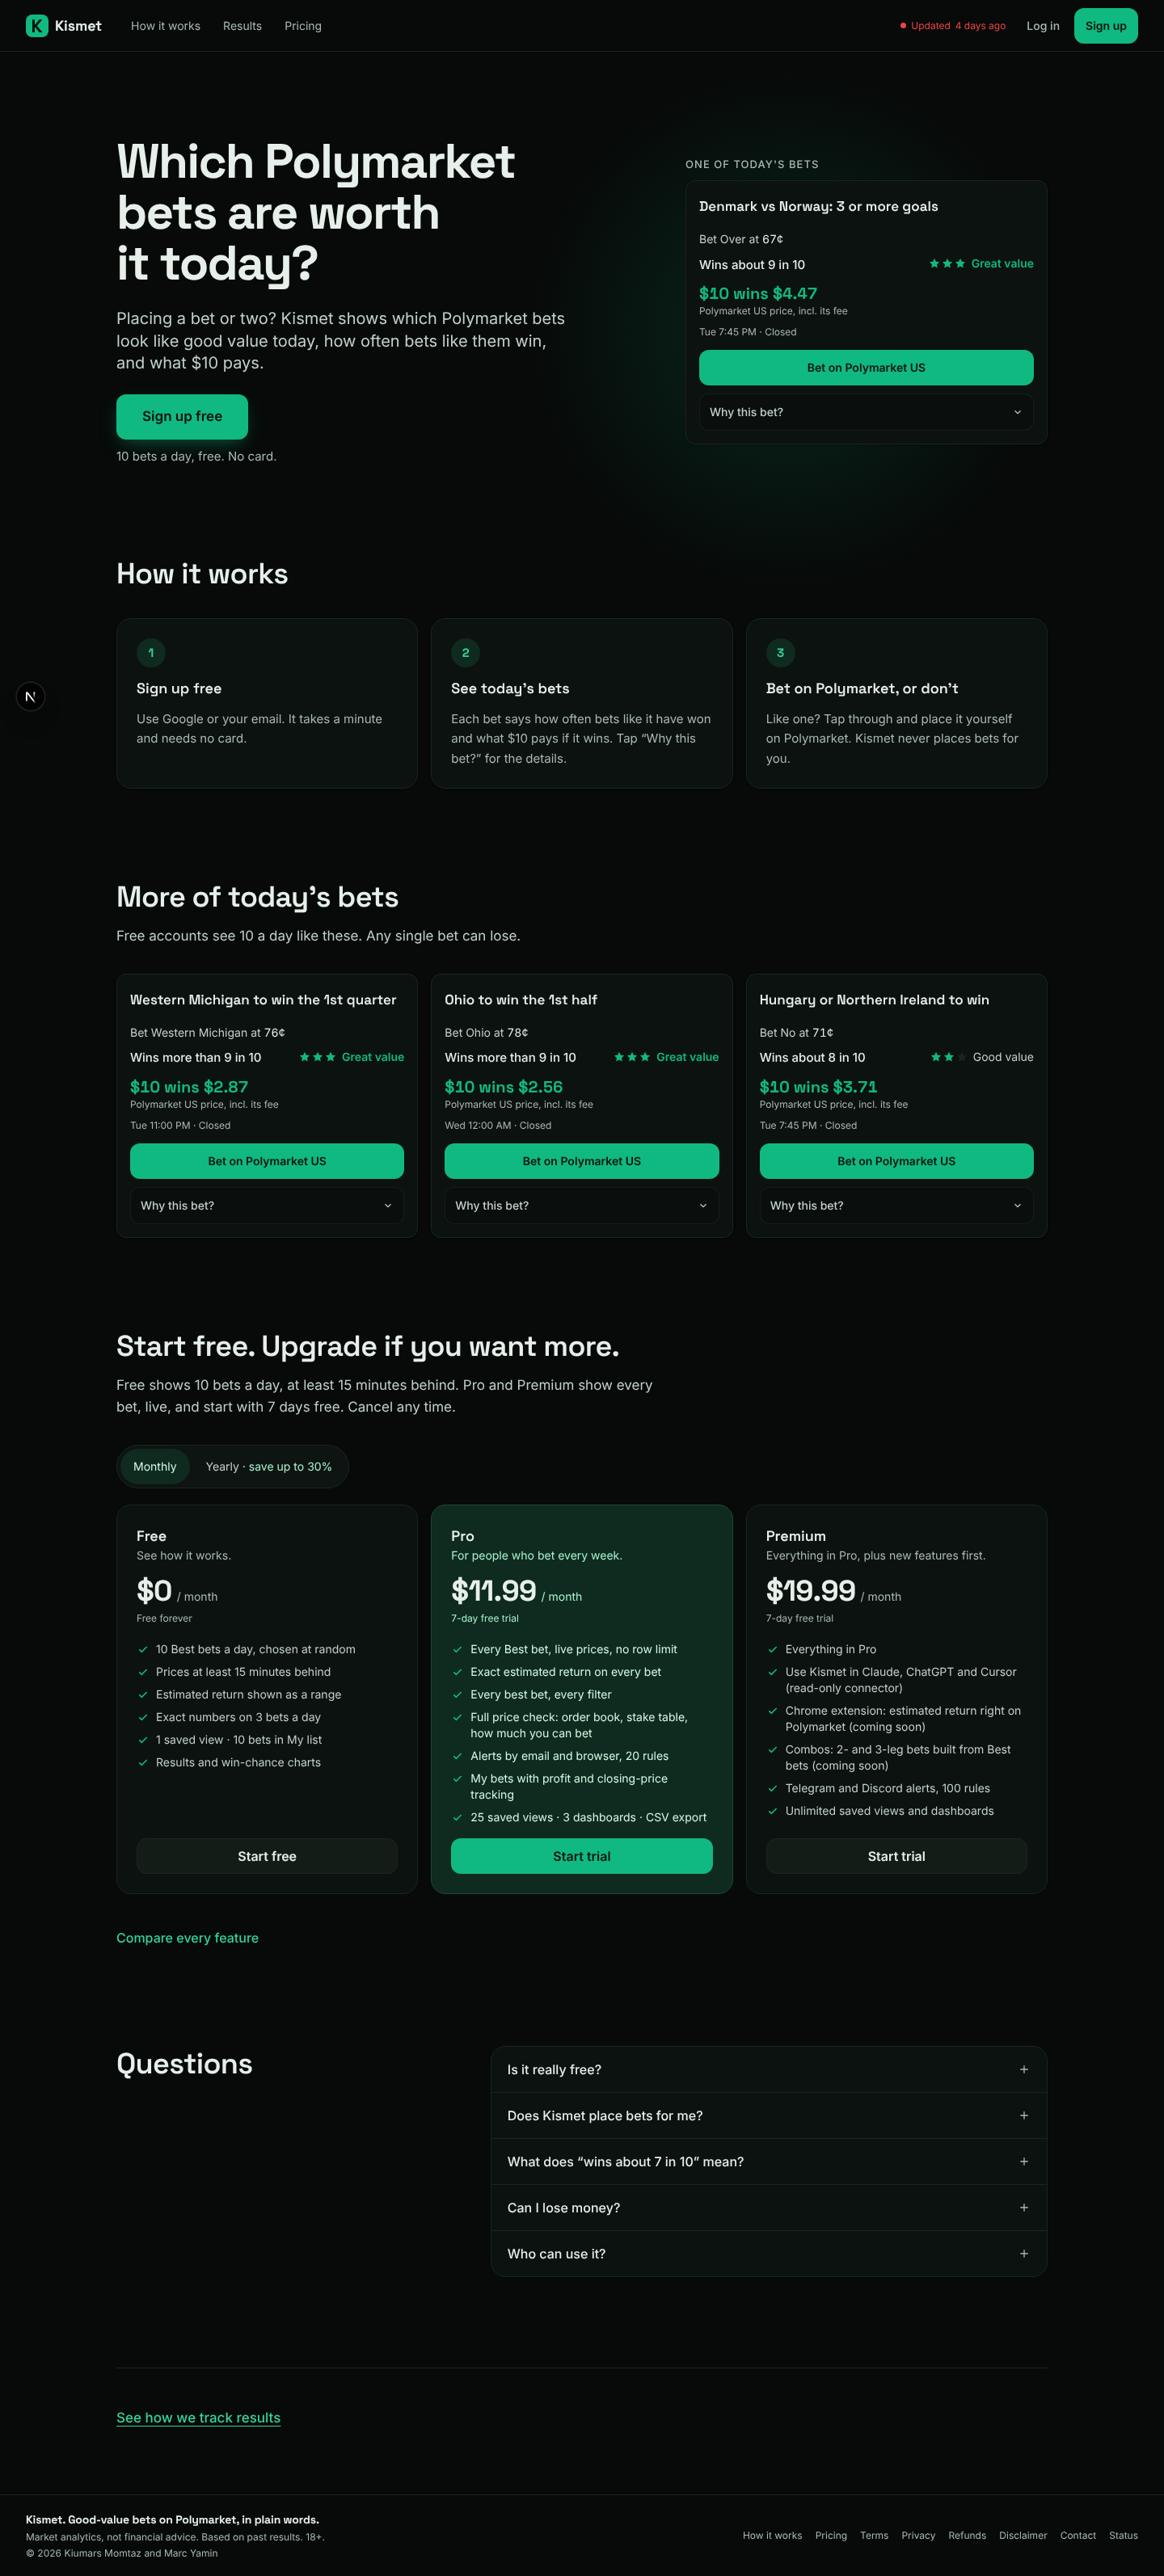 Kismet
How it works
Results
Pricing
Updated 4 days ago
Log in
Sign up
Which Polymarket
bets are worth
it today?
Placing a bet or two? Kismet shows which Polymarket bets
look like good value today, how often bets like them win,
and what $10 pays.
Sign up free
10 bets a day, free. No card.
ONE OF TODAY'S BETS
Denmark vs Norway: 3 or more goals
Bet Over at 67¢
Wins about 9 in 10
Great value
$10 wins $4.47
Polymarket US price, incl. its fee
Tue 7:45 PM · Closed
Bet on Polymarket US
Why this bet?
How it works
1
Sign up free
Use Google or your email. It takes a minute
and needs no card.
2
See today’s bets
Each bet says how often bets like it have won
and what $10 pays if it wins. Tap “Why this
bet?” for the details.
3
Bet on Polymarket, or don’t
Like one? Tap through and place it yourself
on Polymarket. Kismet never places bets for
you.
More of today’s bets
Free accounts see 10 a day like these. Any single bet can lose.
Western Michigan to win the 1st quarter
Bet Western Michigan at 76¢
Wins more than 9 in 10
Great value
$10 wins $2.87
Polymarket US price, incl. its fee
Tue 11:00 PM · Closed
Bet on Polymarket US
Why this bet?
Ohio to win the 1st half
Bet Ohio at 78¢
Wins more than 9 in 10
Great value
$10 wins $2.56
Polymarket US price, incl. its fee
Wed 12:00 AM · Closed
Bet on Polymarket US
Why this bet?
Hungary or Northern Ireland to win
Bet No at 71¢
Wins about 8 in 10
Good value
$10 wins $3.71
Polymarket US price, incl. its fee
Tue 7:45 PM · Closed
Bet on Polymarket US
Why this bet?
Start free. Upgrade if you want more.
Free shows 10 bets a day, at least 15 minutes behind. Pro and Premium show every
bet, live, and start with 7 days free. Cancel any time.
Monthly
Yearly · save up to 30%
Free
See how it works.
$0 / month
Free forever
10 Best bets a day, chosen at random
Prices at least 15 minutes behind
Estimated return shown as a range
Exact numbers on 3 bets a day
1 saved view · 10 bets in My list
Results and win-chance charts
Start free
Pro
For people who bet every week.
$11.99 / month
7-day free trial
Every Best bet, live prices, no row limit
Exact estimated return on every bet
Every best bet, every filter
Full price check: order book, stake table,
how much you can bet
Alerts by email and browser, 20 rules
My bets with profit and closing-price
tracking
25 saved views · 3 dashboards · CSV export
Start trial
Premium
Everything in Pro, plus new features first.
$19.99 / month
7-day free trial
Everything in Pro
Use Kismet in Claude, ChatGPT and Cursor
(read-only connector)
Chrome extension: estimated return right on
Polymarket (coming soon)
Combos: 2- and 3-leg bets built from Best
bets (coming soon)
Telegram and Discord alerts, 100 rules
Unlimited saved views and dashboards
Start trial
Compare every feature
Questions
Is it really free?
Does Kismet place bets for me?
What does “wins about 7 in 10” mean?
Can I lose money?
Who can use it?
See how we track results
Kismet. Good-value bets on Polymarket, in plain words.
Market analytics, not financial advice. Based on past results. 18+.
© 2026 Kiumars Momtaz and Marc Yamin
How it works
Pricing
Terms
Privacy
Refunds
Disclaimer
Contact
Status